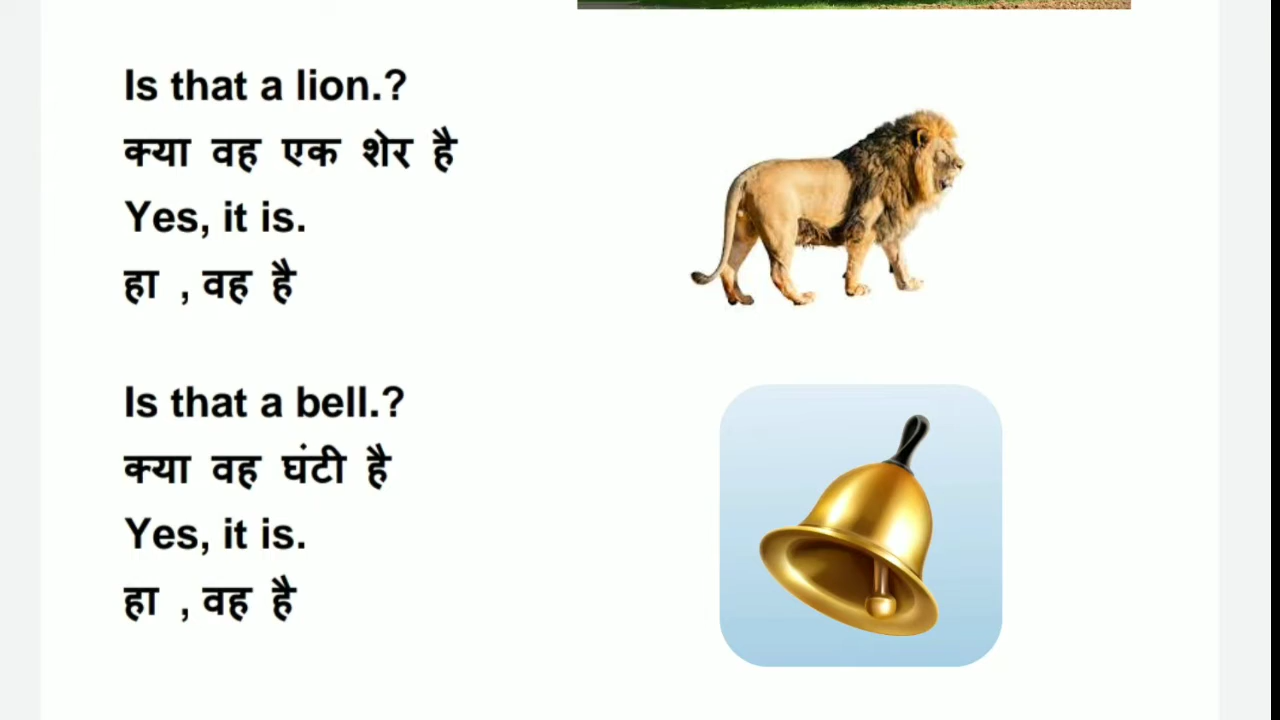 Is that a lion.?
क्या वह एक शेर है
Yes, it is.
हा , वह है
Is that a bell.?
क्या वह घंटी है
Yes, it is.
हा , वह है